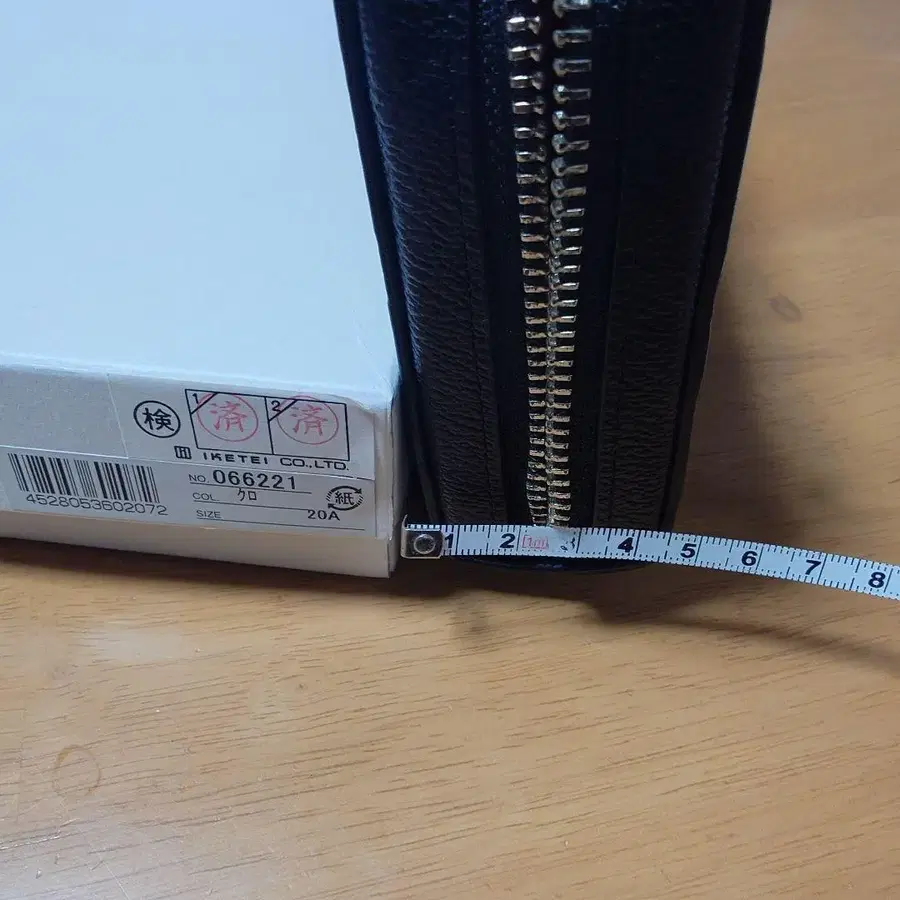 検 1 済 2 済
IKETEI CO.,LTD.
NO. 066221
COL クロ 紙
SIZE 20A
4528053602072
1 2 3 4 5 6 7 8